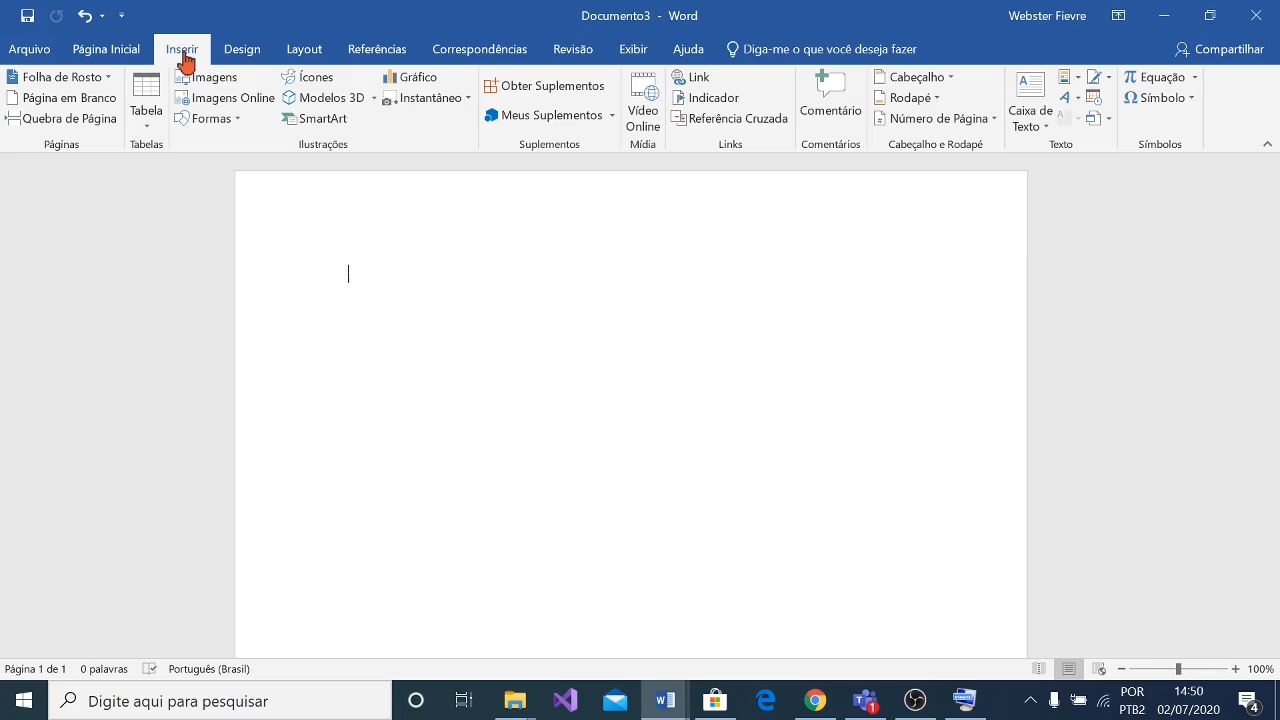 Documento3 - Word
Webster Fievre
Arquivo Página Inicial Inserir Design Layout Referências Correspondências Revisão Exibir Ajuda Diga-me o que você deseja fazer Compartilhar
Folha de Rosto
Página em Branco
Quebra de Página
Páginas
Tabela
Tabelas
Imagens
Imagens Online
Formas
Ícones
Modelos 3D
SmartArt
Gráfico
Instantâneo
Ilustrações
Obter Suplementos
Meus Suplementos
Suplementos
Vídeo
Online
Mídia
Link
Indicador
Referência Cruzada
Links
Comentário
Comentários
Cabeçalho
Rodapé
Número de Página
Cabeçalho e Rodapé
Caixa de
Texto
Texto
Equação
Símbolo
Símbolos
Página 1 de 1 0 palavras Português (Brasil) 100%
Digite aqui para pesquisar
1
POR
PTB2
14:50
02/07/2020
4